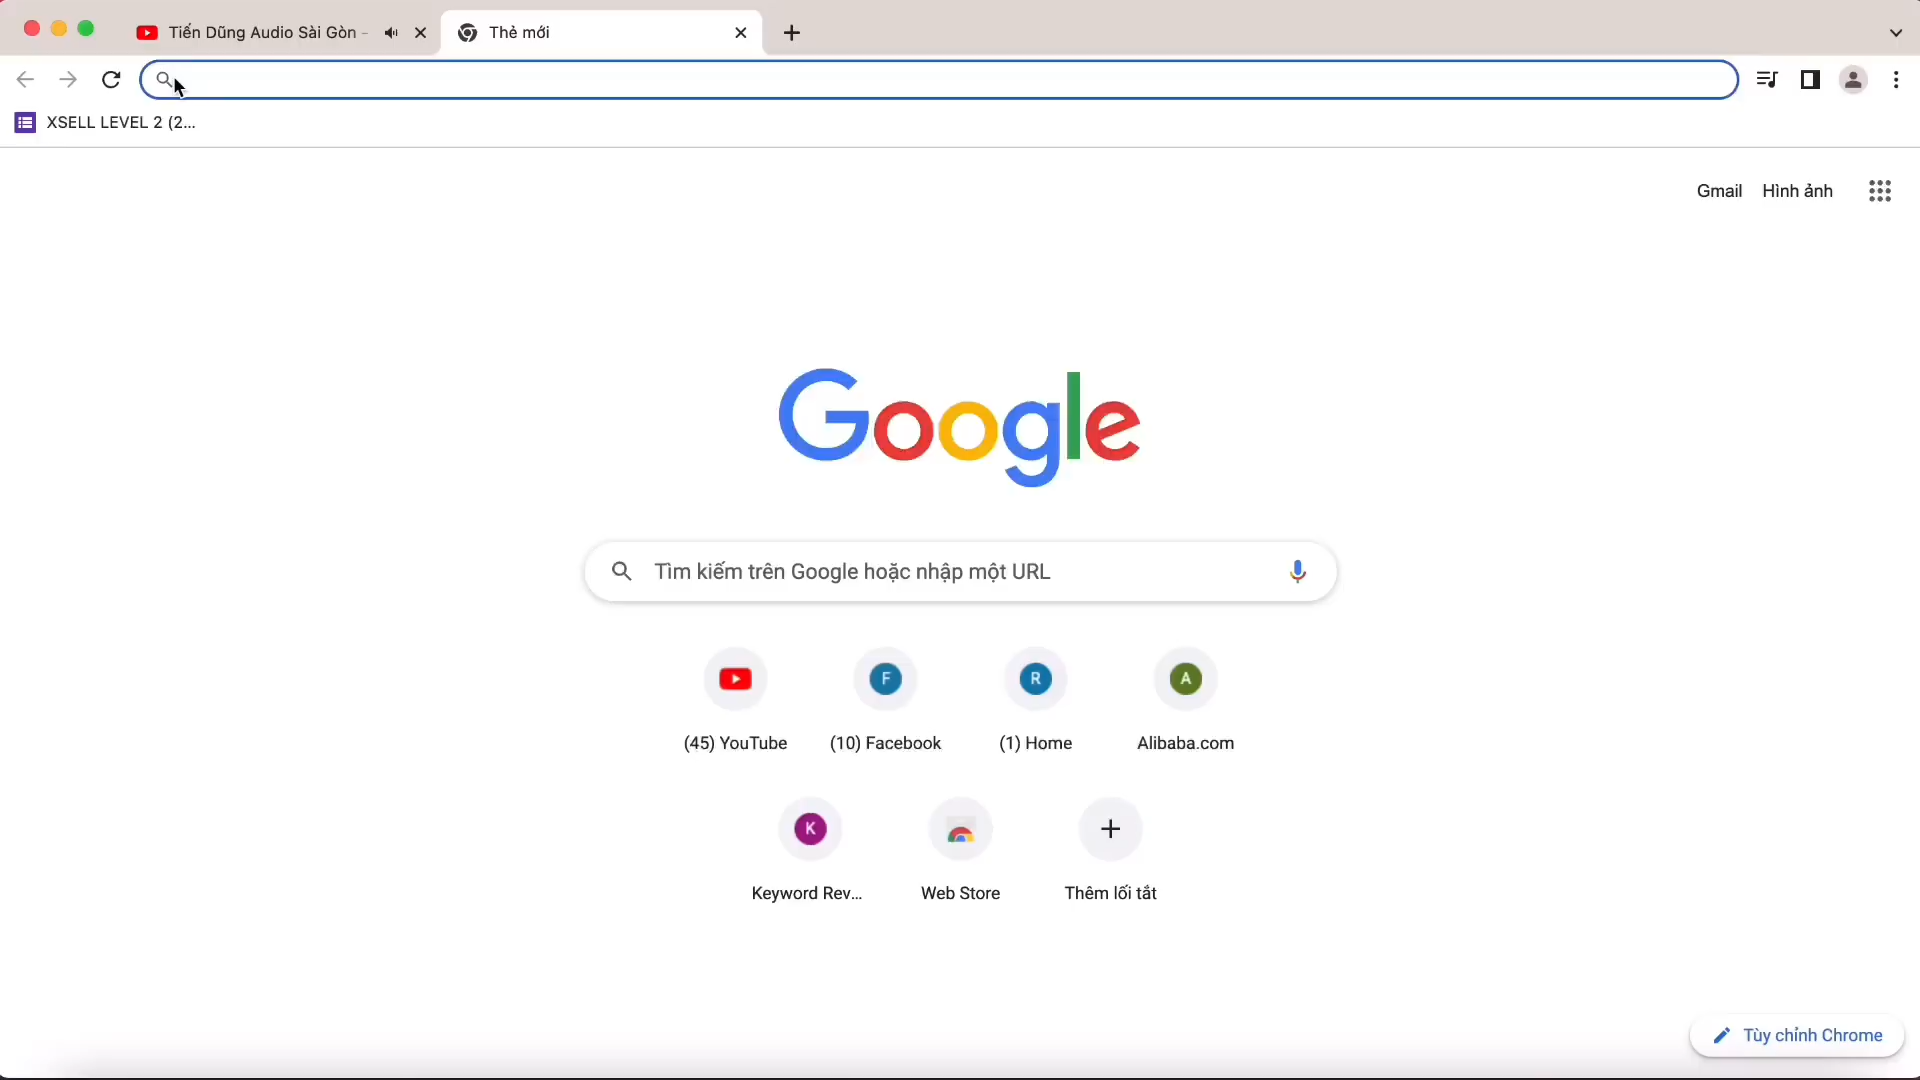 Tiến Dũng Audio Sài Gòn -
Thẻ mới
XSELL LEVEL 2 (2...
Gmail Hình ảnh
Google
Tìm kiếm trên Google hoặc nhập một URL
F R A
(45) YouTube (10) Facebook (1) Home Alibaba.com
K
Keyword Rev... Web Store Thêm lối tắt
Tùy chỉnh Chrome